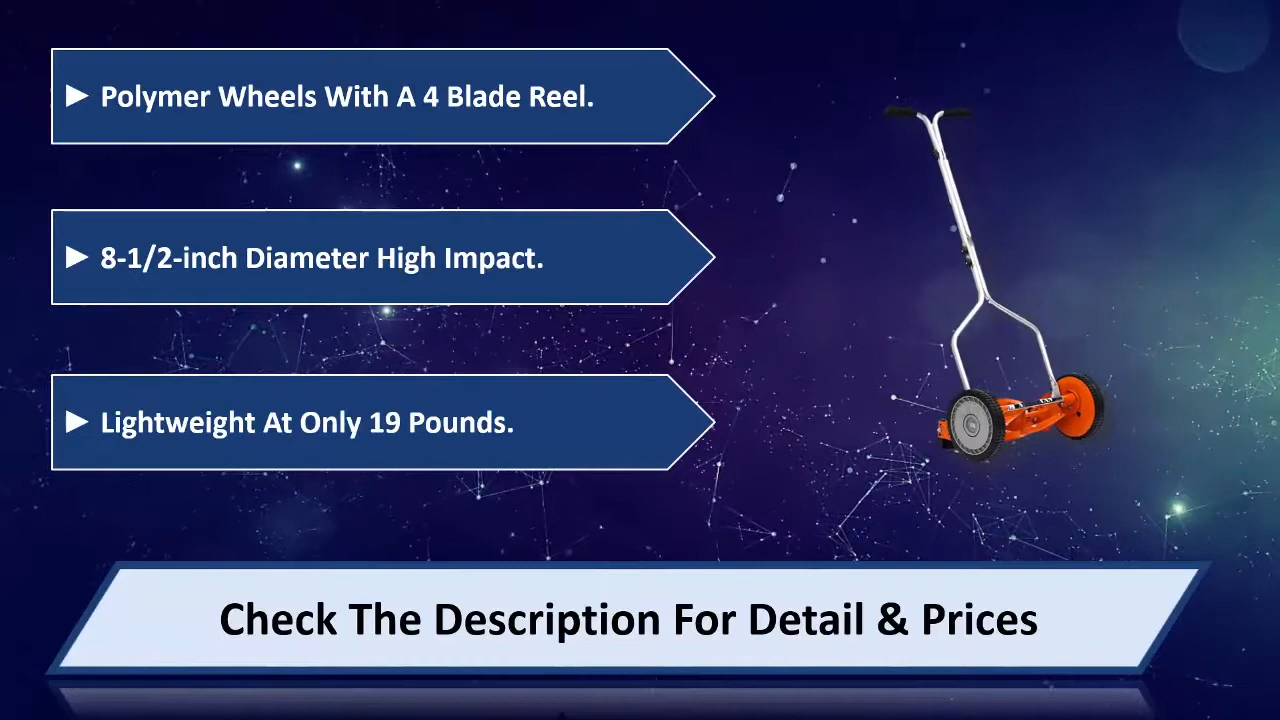 ► Polymer Wheels With A 4 Blade Reel.
► 8-1/2-inch Diameter High Impact.
► Lightweight At Only 19 Pounds.
Check The Description For Detail & Prices